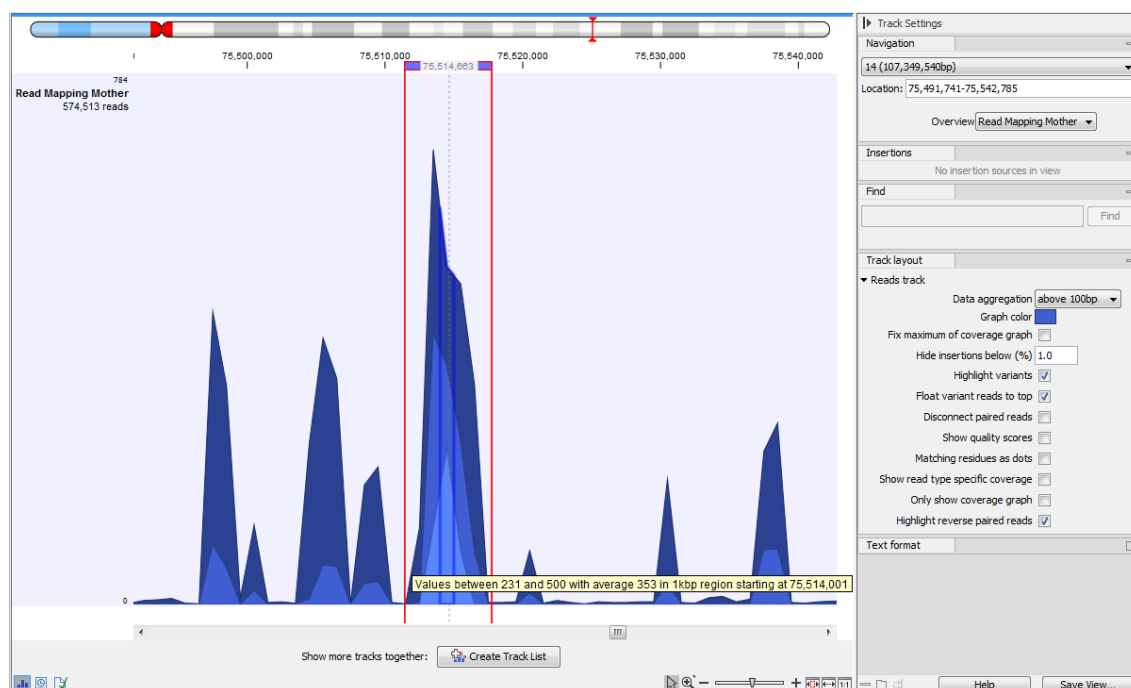 75,500,000 75,510,000 75,520,000 75,530,000 75,540,000
75,514,663
784
Read Mapping Mother
574,513 reads
Values between 231 and 500 with average 353 in 1kbp region starting at 75,514,001
0
Show more tracks together: Create Track List
1:1
Track Settings
Navigation
14 (107,349,540bp)
Location: 75,491,741-75,542,785
Overview Read Mapping Mother
Insertions
No insertion sources in view
Find
Find
Track layout
Reads track
Data aggregation above 100bp
Graph color
Fix maximum of coverage graph
Hide insertions below (%) 1.0
Highlight variants
Float variant reads to top
Disconnect paired reads
Show quality scores
Matching residues as dots
Show read type specific coverage
Only show coverage graph
Highlight reverse paired reads
Text format
Help Save View...